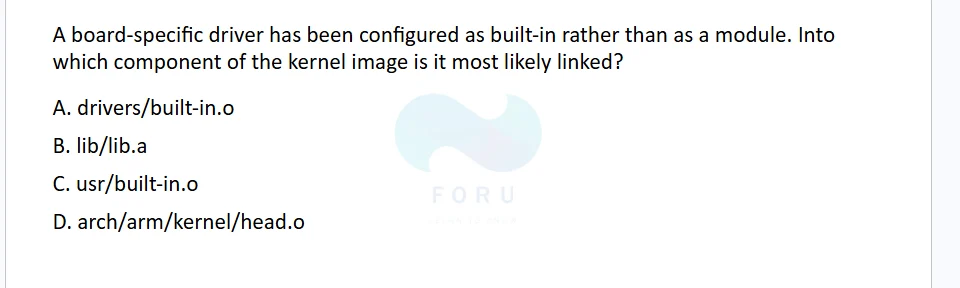 A board-specific driver has been configured as built-in rather than as a module. Into
which component of the kernel image is it most likely linked?
A. drivers/built-in.o
B. lib/lib.a
C. usr/built-in.o
D. arch/arm/kernel/head.o
FORU